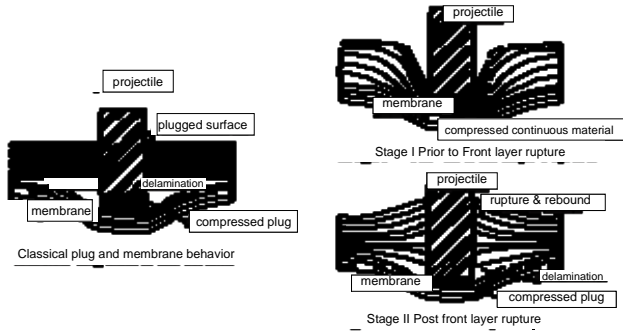 projectile
plugged surface
delamination
membrane
compressed plug
Classical plug and membrane behavior
projectile
membrane
compressed continuous material
Stage I Prior to Front layer rupture
projectile
rupture & rebound
membrane
delamination
compressed plug
Stage II Post front layer rupture